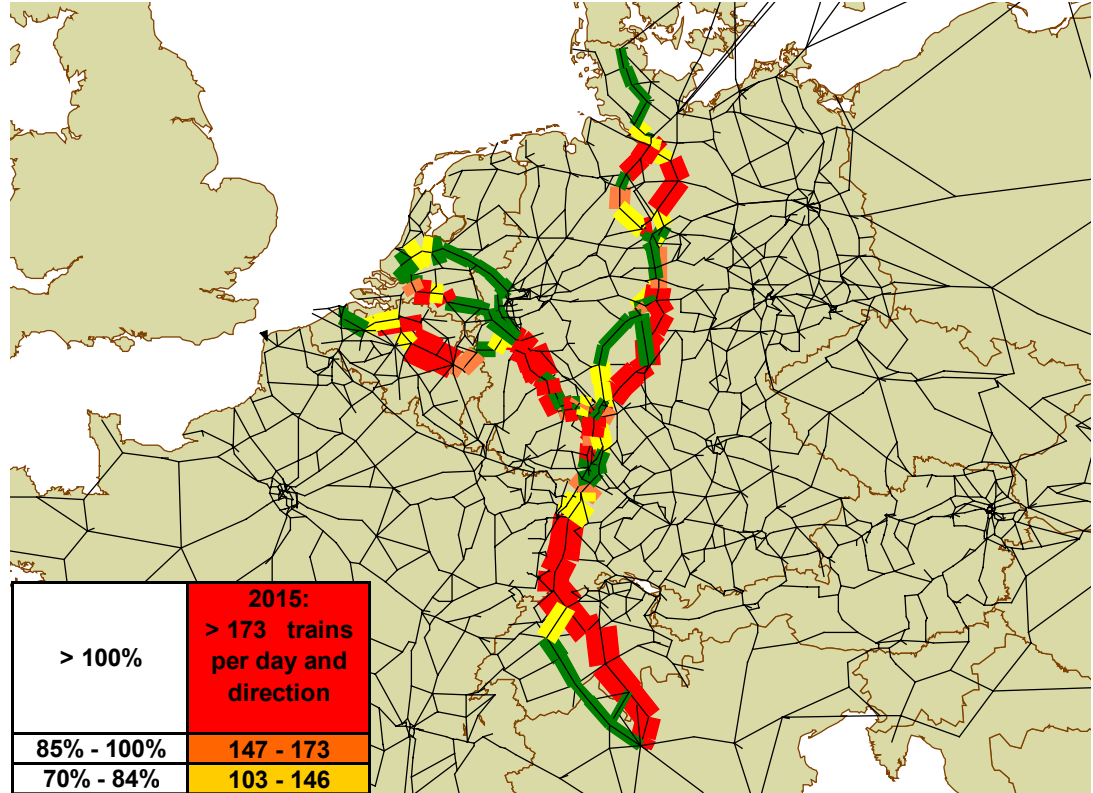 2015:
> 173 trains
per day and
direction
> 100%
85% - 100% 147 - 173
70% - 84% 103 - 146